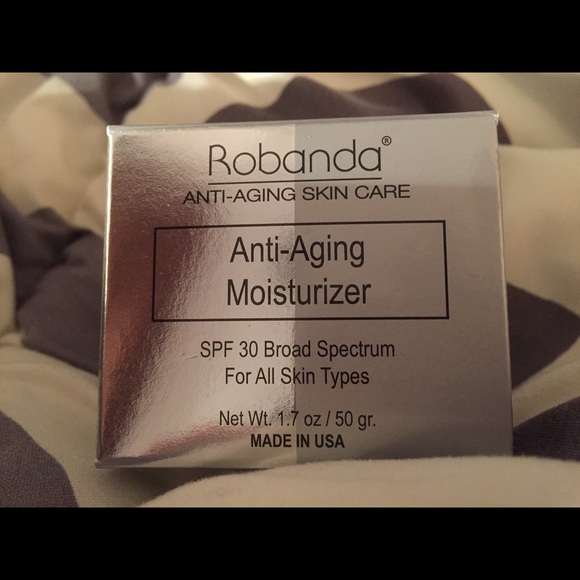 Robanda®
ANTI-AGING SKIN CARE
Anti-Aging
Moisturizer
SPF 30 Broad Spectrum
For All Skin Types
Net Wt. 1.7 oz / 50 gr.
MADE IN USA